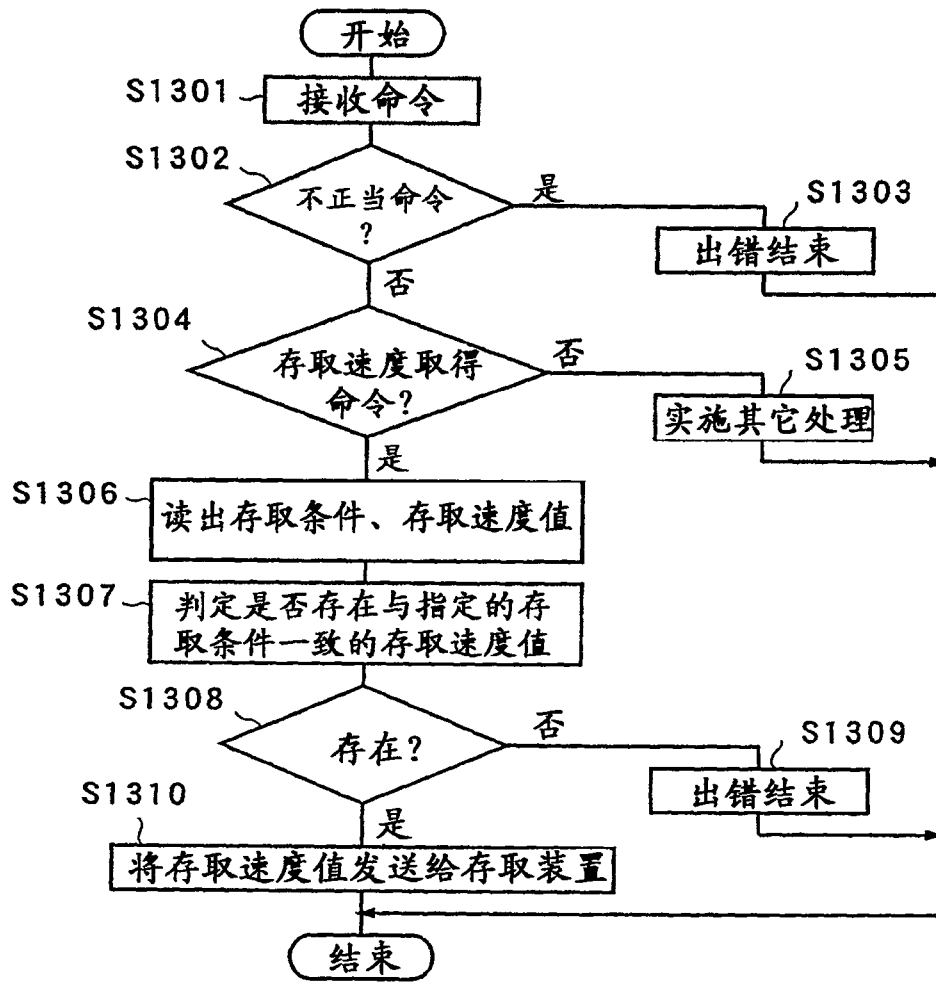 开始
S1301
接收命令
S1302
不正当命令
?
是
S1303
出错结束
否
S1304
存取速度取得
命令?
否
S1305
实施其它处理
是
S1306
读出存取条件、存取速度值
S1307
判定是否存在与指定的存
取条件一致的存取速度值
S1308
存在?
否
S1309
出错结束
是
S1310
将存取速度值发送给存取装置
结束